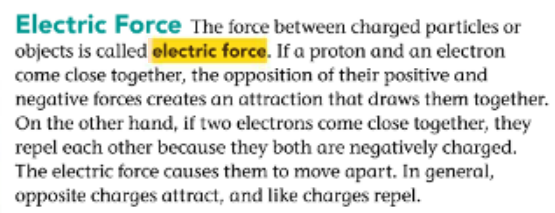 Electric Force The force between charged particles or
objects is called electric force. If a proton and an electron
come close together, the opposition of their positive and
negative forces creates an attraction that draws them together.
On the other hand, if two electrons come close together, they
repel each other because they both are negatively charged.
The electric force causes them to move apart. In general,
opposite charges attract, and like charges repel.